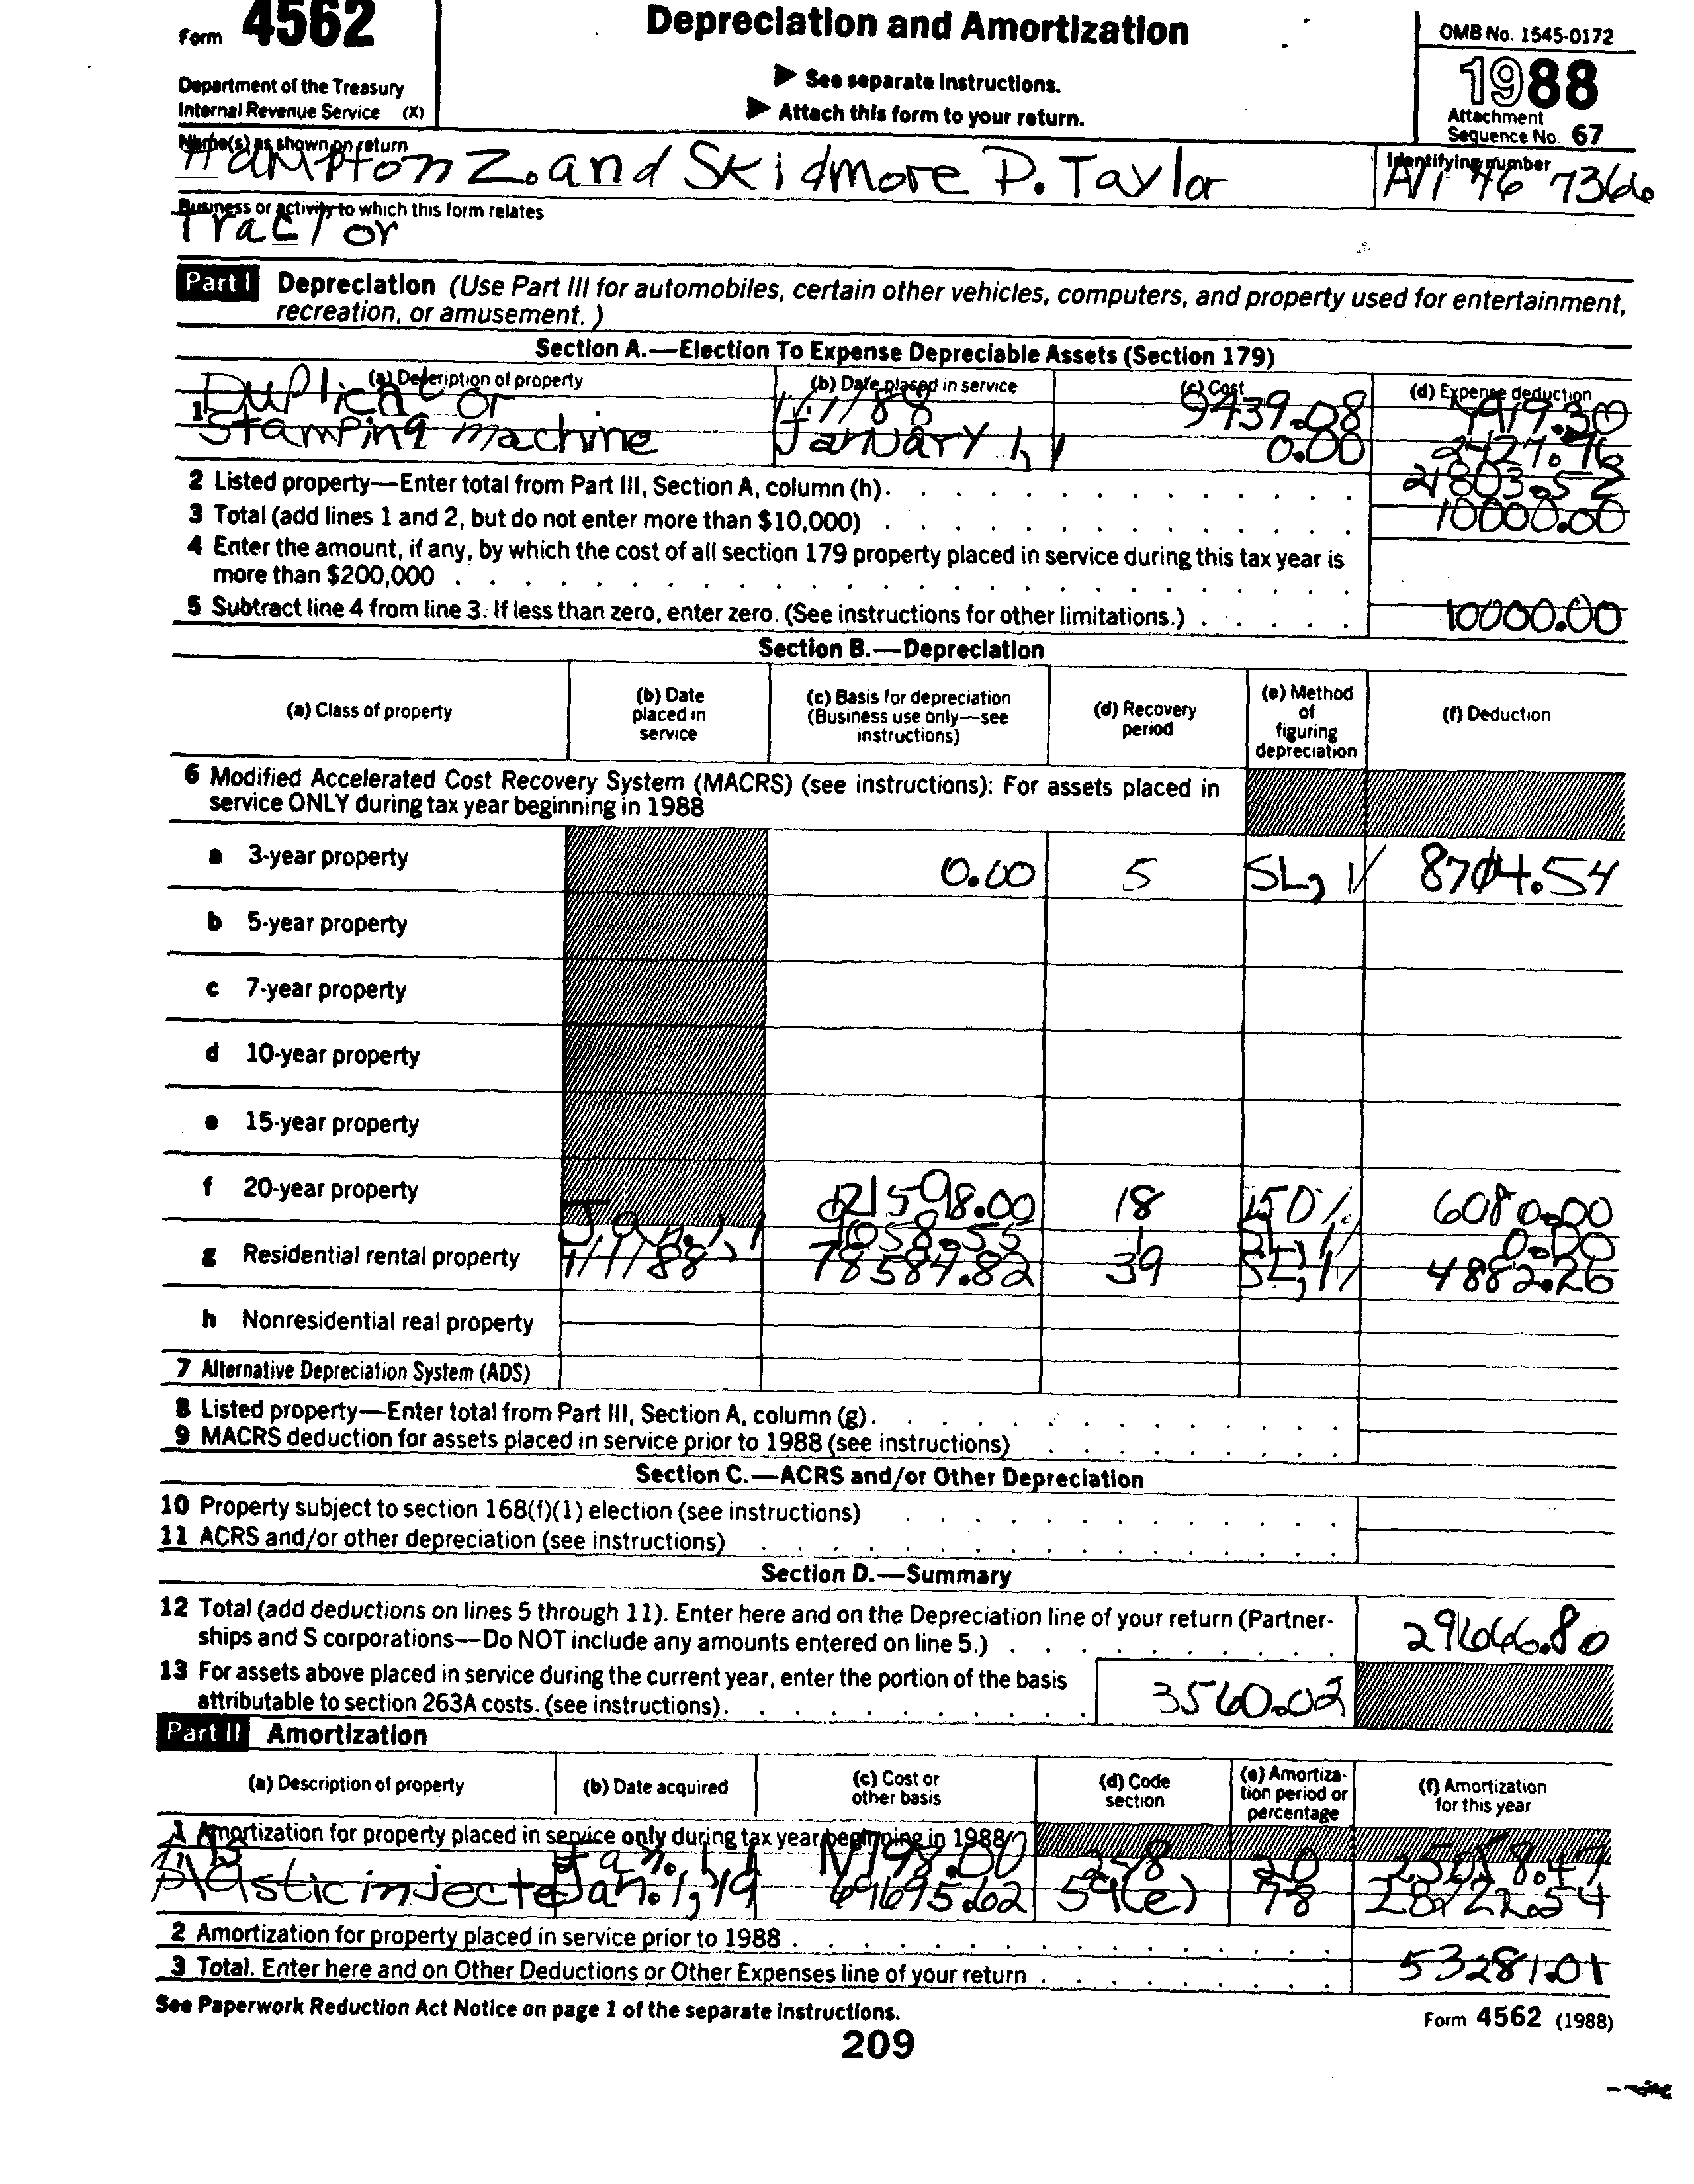 Form 4562
Department of the Treasury
Internal Revenue Service (X)
Depreciation and Amortization
▶ See separate Instructions.
▶ Attach this form to your return.
OMB No. 1545-0172
1988
Attachment
Sequence No. 67
Name(s) as shown on return
Hampton Z. and Skidmore P. Taylor
Identifying number
46 7366
Business or activity to which this form relates
Tractor
Part I Depreciation (Use Part III for automobiles, certain other vehicles, computers, and property used for entertainment,
recreation, or amusement.)
Section A.—Election To Expense Depreciable Assets (Section 179)
(a) Description of property (b) Date placed in service (c) Cost (d) Expense deduction
1 Duplicator 1/1/88 9439.08 4919.30
Stamping machine January 1, 1 0.00 2427.76
2 Listed property—Enter total from Part III, Section A, column (h). 21803.52
3 Total (add lines 1 and 2, but do not enter more than $10,000) 10000.00
4 Enter the amount, if any, by which the cost of all section 179 property placed in service during this tax year is
more than $200,000
5 Subtract line 4 from line 3. If less than zero, enter zero. (See instructions for other limitations.) 10000.00
Section B.—Depreciation
(a) Class of property
(b) Date
placed in
service
(c) Basis for depreciation
(Business use only—see
instructions)
(d) Recovery
period
(e) Method
of
figuring
depreciation
(f) Deduction
6 Modified Accelerated Cost Recovery System (MACRS) (see instructions): For assets placed in
service ONLY during tax year beginning in 1988
a 3-year property 0.00 5 SL, 1/ 8704.54
b 5-year property
c 7-year property
d 10-year property
e 15-year property
f 20-year property 21598.00 18 150% 6080.00
Jan. 1, 1 1058.55 1 SL, 1/ 0.00
g Residential rental property 1/1/88 78584.82 39 SL, 1/ 4882.26
h Nonresidential real property
7 Alternative Depreciation System (ADS)
8 Listed property—Enter total from Part III, Section A, column (g).
9 MACRS deduction for assets placed in service prior to 1988 (see instructions)
Section C.—ACRS and/or Other Depreciation
10 Property subject to section 168(f)(1) election (see instructions)
11 ACRS and/or other depreciation (see instructions)
Section D.—Summary
12 Total (add deductions on lines 5 through 11). Enter here and on the Depreciation line of your return (Partner-
ships and S corporations—Do NOT include any amounts entered on line 5.) 29666.80
13 For assets above placed in service during the current year, enter the portion of the basis
attributable to section 263A costs. (see instructions). 3560.02
Part II Amortization
(a) Description of property
(b) Date acquired
(c) Cost or
other basis
(d) Code
section
(e) Amortiza-
tion period or
percentage
(f) Amortization
for this year
1 Amortization for property placed in service only during tax year beginning in 1988
Jan. 1, 1 258 20 25058.47
Plastic injecte Jan. 1, 19 69695.62 59(e) 78 28222.54
2 Amortization for property placed in service prior to 1988
3 Total. Enter here and on Other Deductions or Other Expenses line of your return 53281.01
See Paperwork Reduction Act Notice on page 1 of the separate Instructions.
Form 4562 (1988)
209